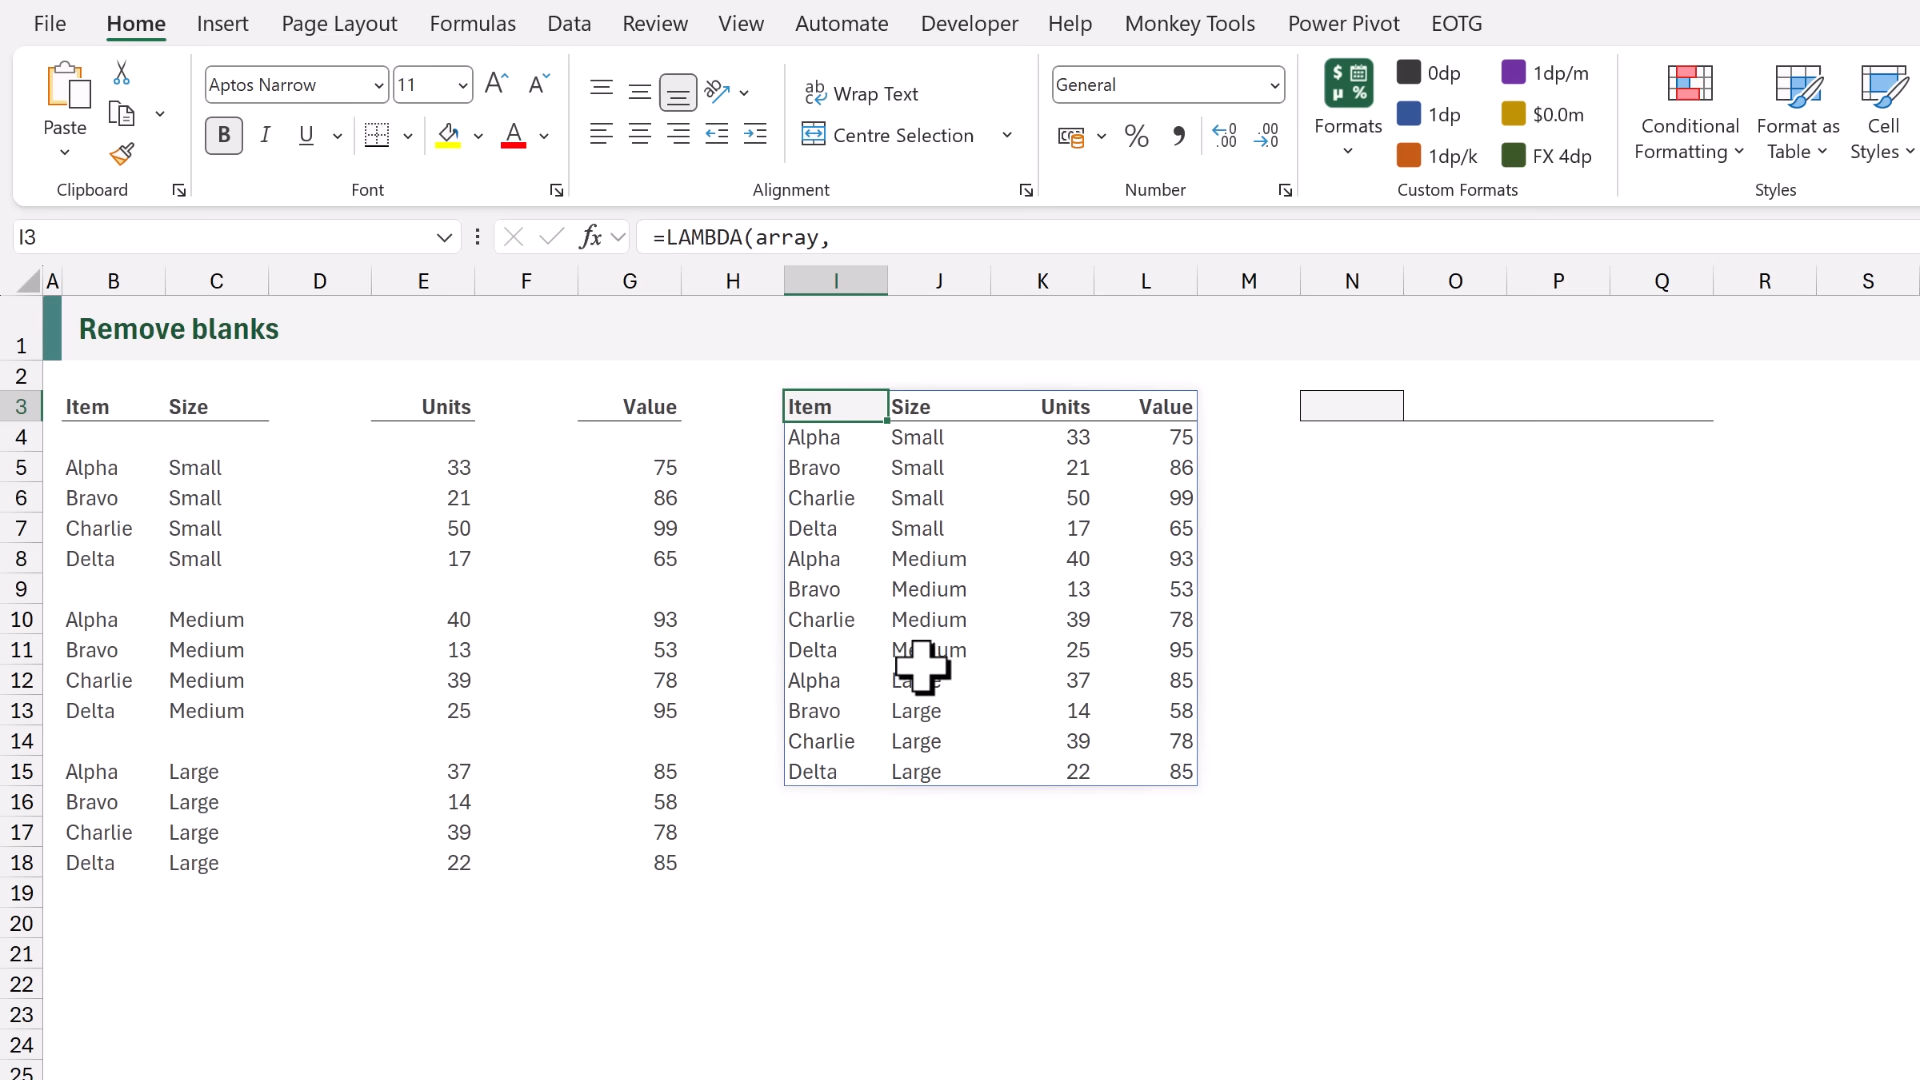 File Home Insert Page Layout Formulas Data Review View Automate Developer Help Monkey Tools Power Pivot EOTG
Paste
Clipboard
Aptos Narrow 11
B I U A
Font
Wrap Text
Centre Selection
Alignment
General
% .00 .00
Number
Formats
0dp 1dp/m
1dp $0.0m
1dp/k FX 4dp
Custom Formats
Conditional Formatting
Format as Table
Cell Styles
Styles
I3 fx =LAMBDA(array,
A B C D E F G H I J K L M N O P Q R S
1 Remove blanks
2
3 Item Size Units Value Item Size Units Value
4 Alpha Small 33 75
5 Alpha Small 33 75 Bravo Small 21 86
6 Bravo Small 21 86 Charlie Small 50 99
7 Charlie Small 50 99 Delta Small 17 65
8 Delta Small 17 65 Alpha Medium 40 93
9 Bravo Medium 13 53
10 Alpha Medium 40 93 Charlie Medium 39 78
11 Bravo Medium 13 53 Delta Medium 25 95
12 Charlie Medium 39 78 Alpha Large 37 85
13 Delta Medium 25 95 Bravo Large 14 58
14 Charlie Large 39 78
15 Alpha Large 37 85 Delta Large 22 85
16 Bravo Large 14 58
17 Charlie Large 39 78
18 Delta Large 22 85
19
20
21
22
23
24
25